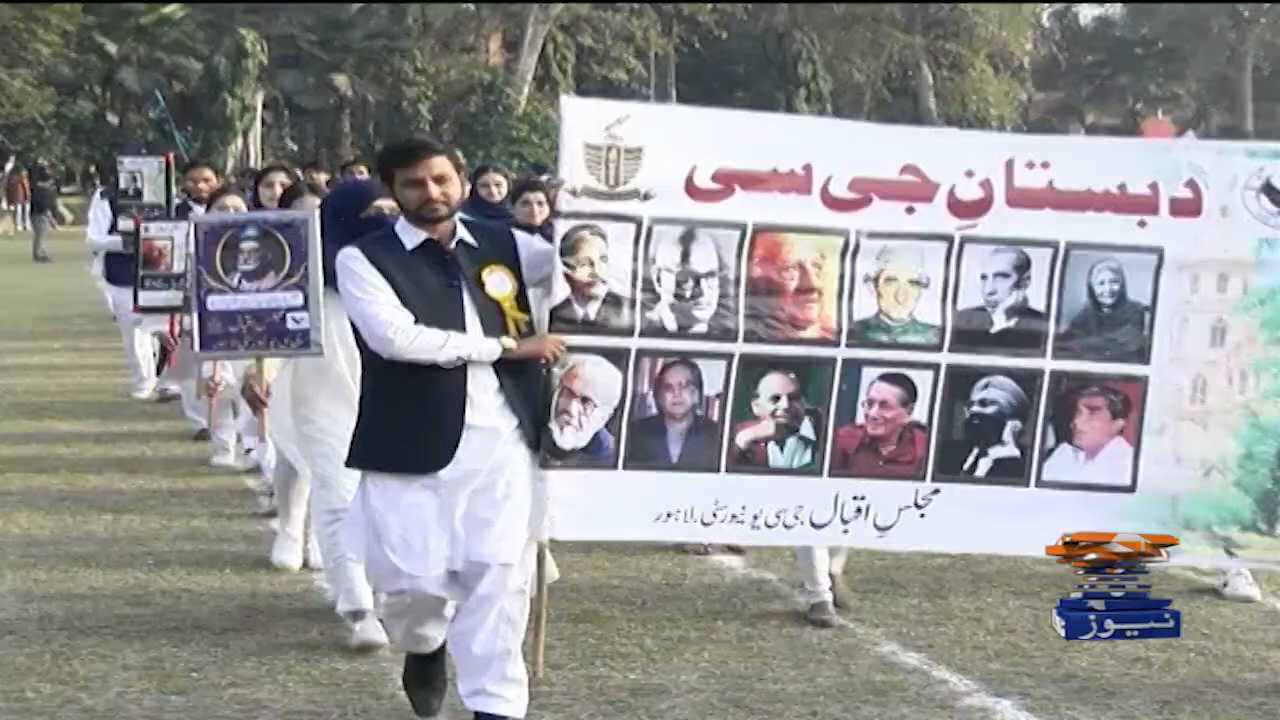 دبستانِ جی سی
مجلسِ اقبال جی سی یونیورسٹی، لاہور
نیوز